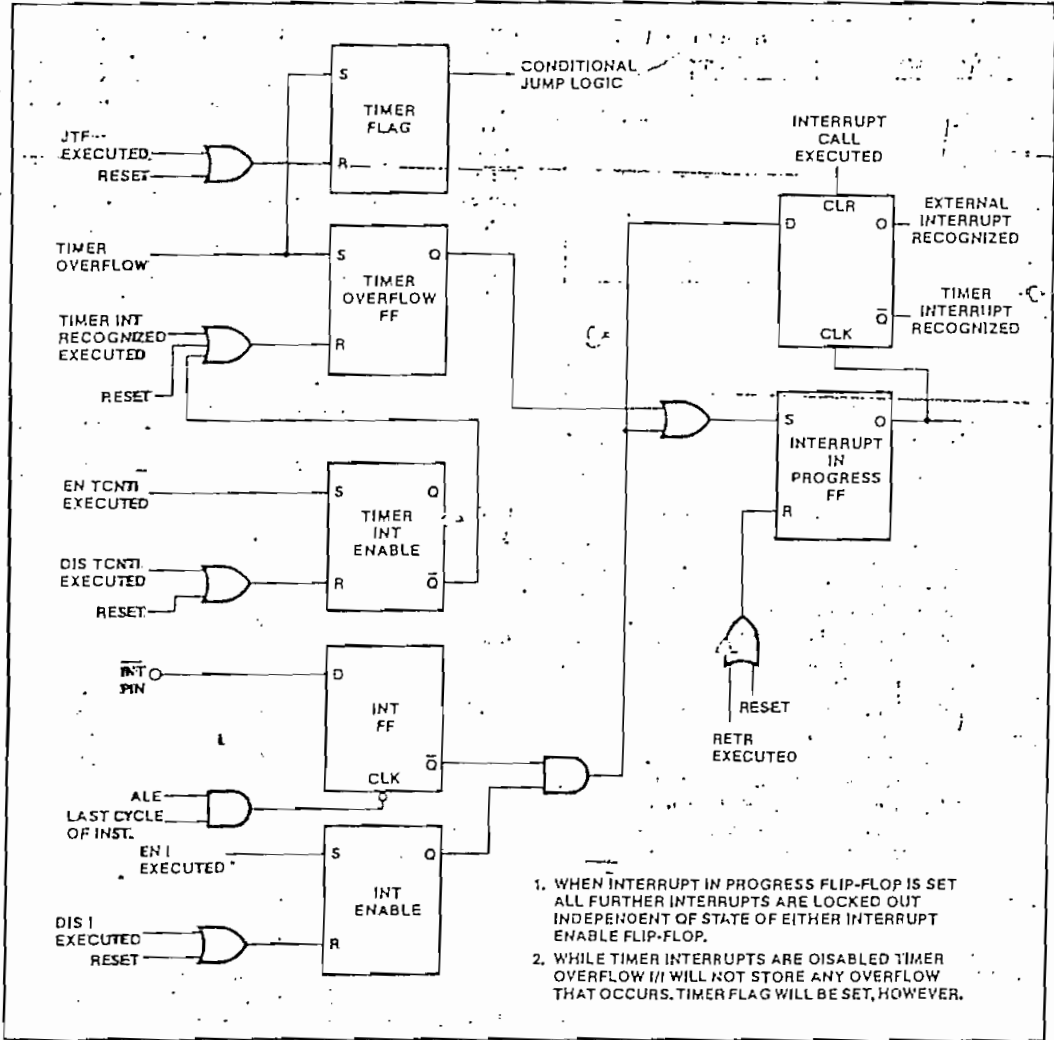 CONDITIONAL
JUMP LOGIC
S
TIMER
FLAG
R
JTF
EXECUTED
RESET
INTERRUPT
CALL
EXECUTED
CLR
D
O
EXTERNAL
INTERRUPT
RECOGNIZED
Q̅
TIMER
INTERRUPT
RECOGNIZED
CLK
TIMER
OVERFLOW
S
Q
TIMER
OVERFLOW
FF
R
TIMER INT
RECOGNIZED
EXECUTED
RESET
S
O
INTERRUPT
IN
PROGRESS
FF
R
EN TCNTI
EXECUTED
S
Q
TIMER
INT
ENABLE
R
Q̅
DIS TCNTI
EXECUTED
RESET
I̅N̅T̅
PIN
D
INT
FF
Q̅
CLK
RESET
RETR
EXECUTED
ALE
LAST CYCLE
OF INST.
EN I
EXECUTED
S
Q
INT
ENABLE
R
DIS I
EXECUTED
RESET
1. WHEN INTERRUPT IN PROGRESS FLIP-FLOP IS SET
ALL FURTHER INTERRUPTS ARE LOCKED OUT
INDEPENDENT OF STATE OF EITHER INTERRUPT
ENABLE FLIP-FLOP.
2. WHILE TIMER INTERRUPTS ARE DISABLED TIMER
OVERFLOW WILL NOT STORE ANY OVERFLOW
THAT OCCURS. TIMER FLAG WILL BE SET, HOWEVER.